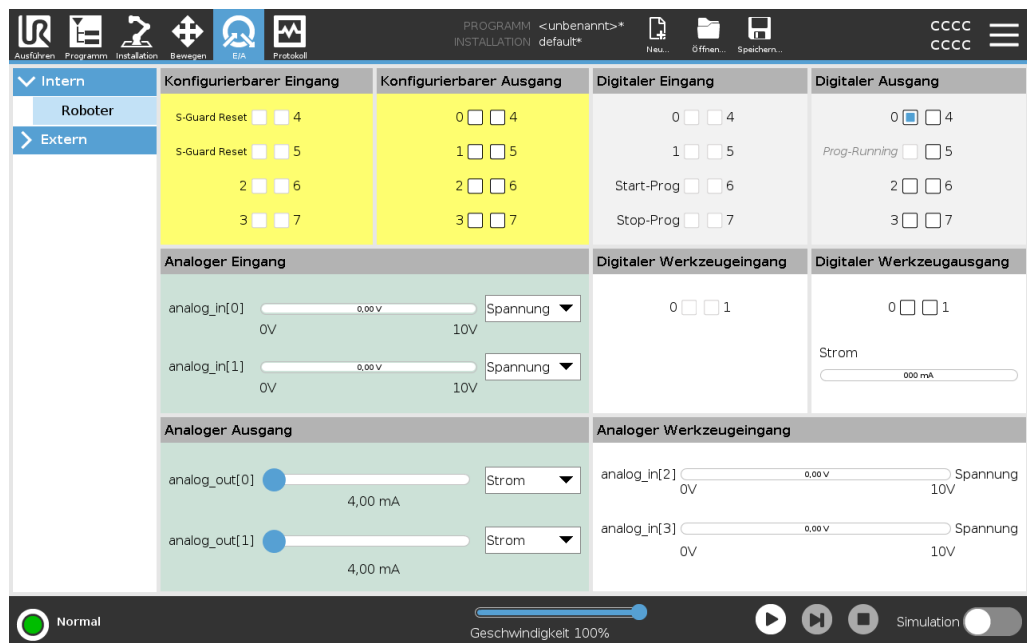 PROGRAMM <unbenannt>*
INSTALLATION default*
CCCC
CCCC
Ausführen Programm Installation Bewegen E/A Protokoll Neu... Öffnen... Speichern...
Intern
Roboter
Extern
Konfigurierbarer Eingang
S-Guard Reset 4
S-Guard Reset 5
2 6
3 7
Konfigurierbarer Ausgang
0 4
1 5
2 6
3 7
Digitaler Eingang
0 4
1 5
Start-Prog 6
Stop-Prog 7
Digitaler Ausgang
0 4
Prog-Running 5
2 6
3 7
Analoger Eingang
analog_in[0] 0,00 V Spannung
0V 10V
analog_in[1] 0,00 V Spannung
0V 10V
Digitaler Werkzeugeingang
0 1
Digitaler Werkzeugausgang
0 1
Strom
000 mA
Analoger Ausgang
analog_out[0] Strom
4,00 mA
analog_out[1] Strom
4,00 mA
Analoger Werkzeugeingang
analog_in[2] 0,00 V Spannung
0V 10V
analog_in[3] 0,00 V Spannung
0V 10V
Normal
Geschwindigkeit 100%
Simulation